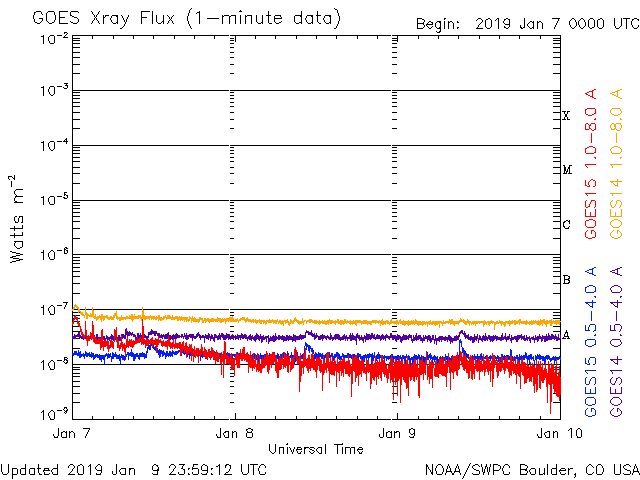 GOES Xray Flux (1-minute data)
Begin: 2019 Jan 7 0000 UTC
10⁻²
10⁻³
10⁻⁴
10⁻⁵
10⁻⁶
10⁻⁷
10⁻⁸
10⁻⁹
Watts m⁻²
X
M
C
B
A
GOES15 1.0-8.0 A
GOES14 1.0-8.0 A
GOES15 0.5-4.0 A
GOES14 0.5-4.0 A
Jan 7 Jan 8 Jan 9 Jan 10
Universal Time
Updated 2019 Jan 9 23:59:12 UTC
NOAA/SWPC Boulder, CO USA